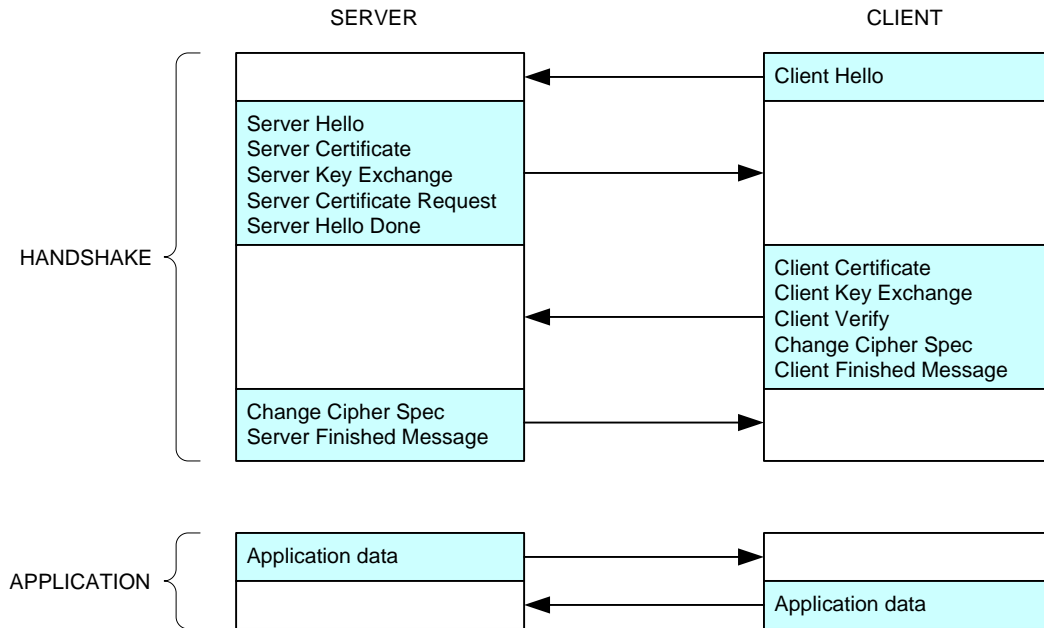 SERVER
CLIENT
Client Hello
Server Hello
Server Certificate
Server Key Exchange
Server Certificate Request
Server Hello Done
HANDSHAKE
Client Certificate
Client Key Exchange
Client Verify
Change Cipher Spec
Client Finished Message
Change Cipher Spec
Server Finished Message
Application data
APPLICATION
Application data